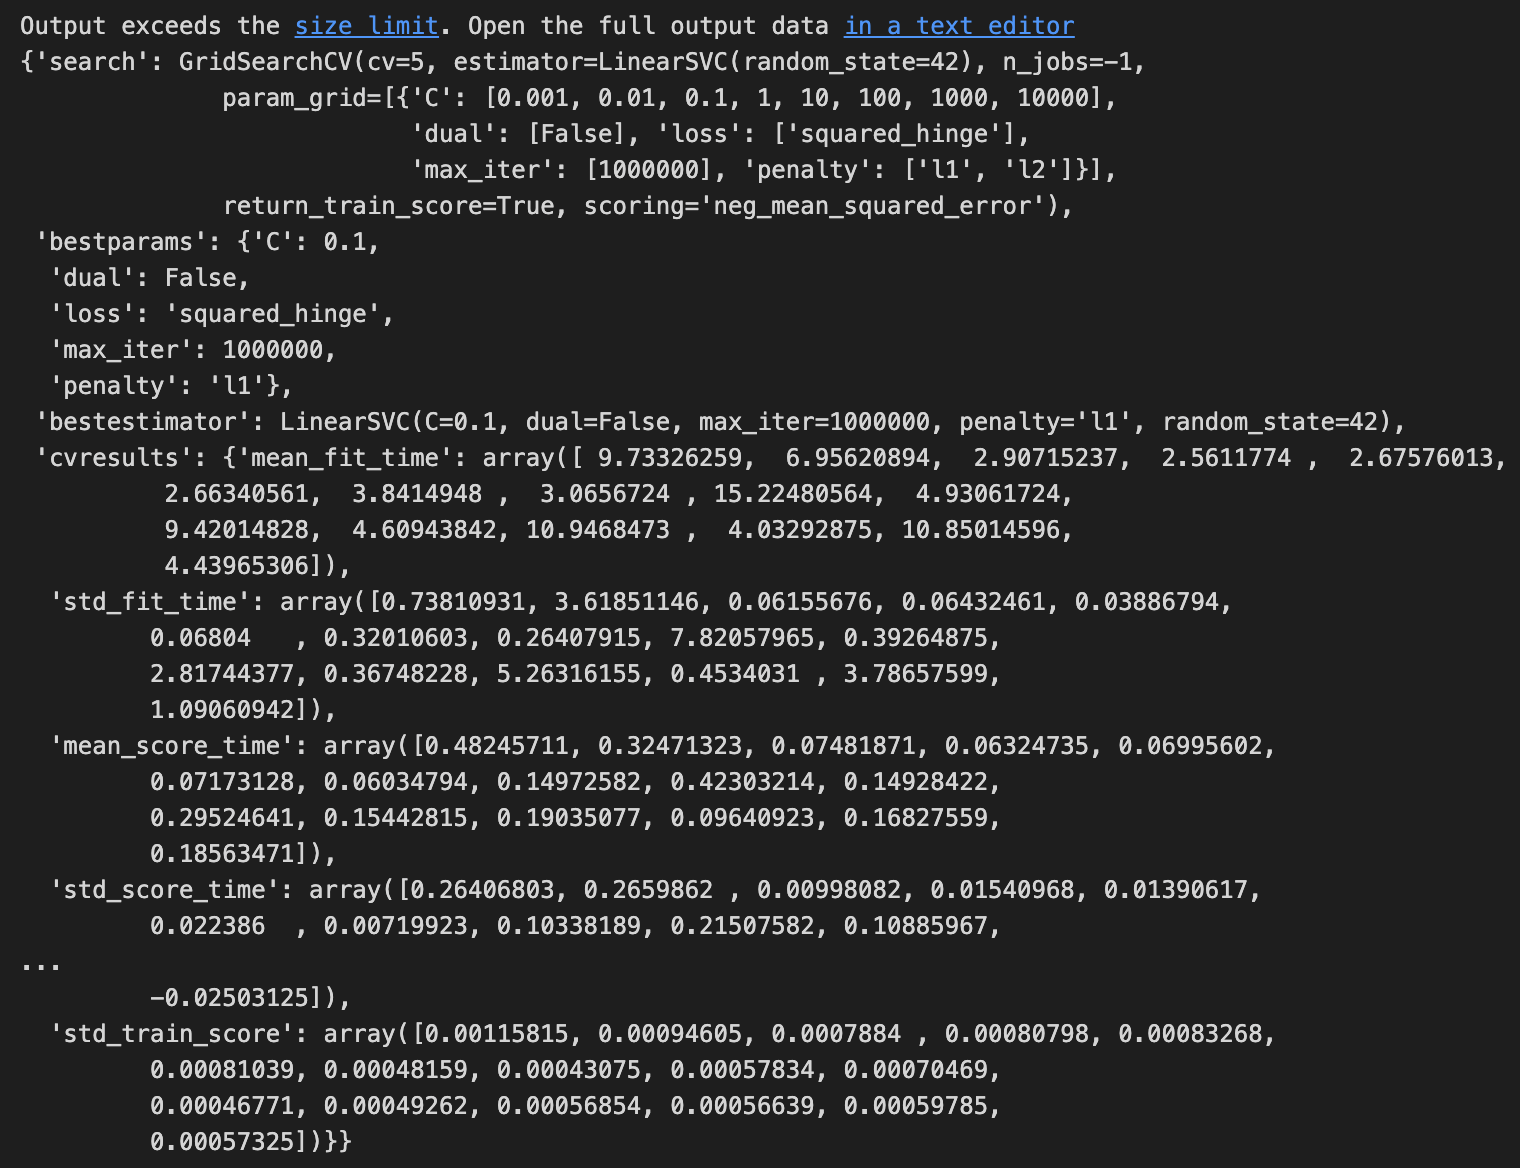 Output exceeds the size limit. Open the full output data in a text editor
{'search': GridSearchCV(cv=5, estimator=LinearSVC(random_state=42), n_jobs=-1,
              param_grid=[{'C': [0.001, 0.01, 0.1, 1, 10, 100, 1000, 10000],
                           'dual': [False], 'loss': ['squared_hinge'],
                           'max_iter': [1000000], 'penalty': ['l1', 'l2']}],
              return_train_score=True, scoring='neg_mean_squared_error'),
 'bestparams': {'C': 0.1,
  'dual': False,
  'loss': 'squared_hinge',
  'max_iter': 1000000,
  'penalty': 'l1'},
 'bestestimator': LinearSVC(C=0.1, dual=False, max_iter=1000000, penalty='l1', random_state=42),
 'cvresults': {'mean_fit_time': array([ 9.73326259,  6.95620894,  2.90715237,  2.5611774 ,  2.67576013,
          2.66340561,  3.8414948 ,  3.0656724 , 15.22480564,  4.93061724,
          9.42014828,  4.60943842, 10.9468473 ,  4.03292875, 10.85014596,
          4.43965306]),
  'std_fit_time': array([0.73810931, 3.61851146, 0.06155676, 0.06432461, 0.03886794,
         0.06804   , 0.32010603, 0.26407915, 7.82057965, 0.39264875,
         2.81744377, 0.36748228, 5.26316155, 0.4534031 , 3.78657599,
         1.09060942]),
  'mean_score_time': array([0.48245711, 0.32471323, 0.07481871, 0.06324735, 0.06995602,
         0.07173128, 0.06034794, 0.14972582, 0.42303214, 0.14928422,
         0.29524641, 0.15442815, 0.19035077, 0.09640923, 0.16827559,
         0.18563471]),
  'std_score_time': array([0.26406803, 0.2659862 , 0.00998082, 0.01540968, 0.01390617,
         0.022386  , 0.00719923, 0.10338189, 0.21507582, 0.10885967,
...
         -0.02503125]),
  'std_train_score': array([0.00115815, 0.00094605, 0.0007884 , 0.00080798, 0.00083268,
         0.00081039, 0.00048159, 0.00043075, 0.00057834, 0.00070469,
         0.00046771, 0.00049262, 0.00056854, 0.00056639, 0.00059785,
         0.00057325])}}